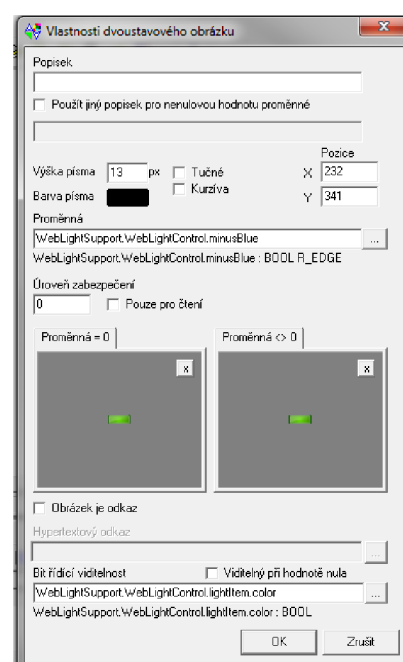 Vlastnosti dvoustavového obrázku
Popisek
Použít jiný popisek pro nenulovou hodnotu proměnné
Pozice
Výška písma 13 px Tučné X 232
Barva písma Kurzíva Y 341
Proměnná
WebLightSupport.WebLightControl.minusBlue ...
WebLightSupport.WebLightControl.minusBlue : BOOL R_EDGE
Úroveň zabezpečení
0 Pouze pro čtení
Proměnná = 0 Proměnná <> 0
x x
Obrázek je odkaz
Hypertextový odkaz
...
Bit řídící viditelnost Viditelný při hodnotě nula
WebLightSupport.WebLightControl.lightItem.color ...
WebLightSupport.WebLightControl.lightItem.color : BOOL
OK Zrušit